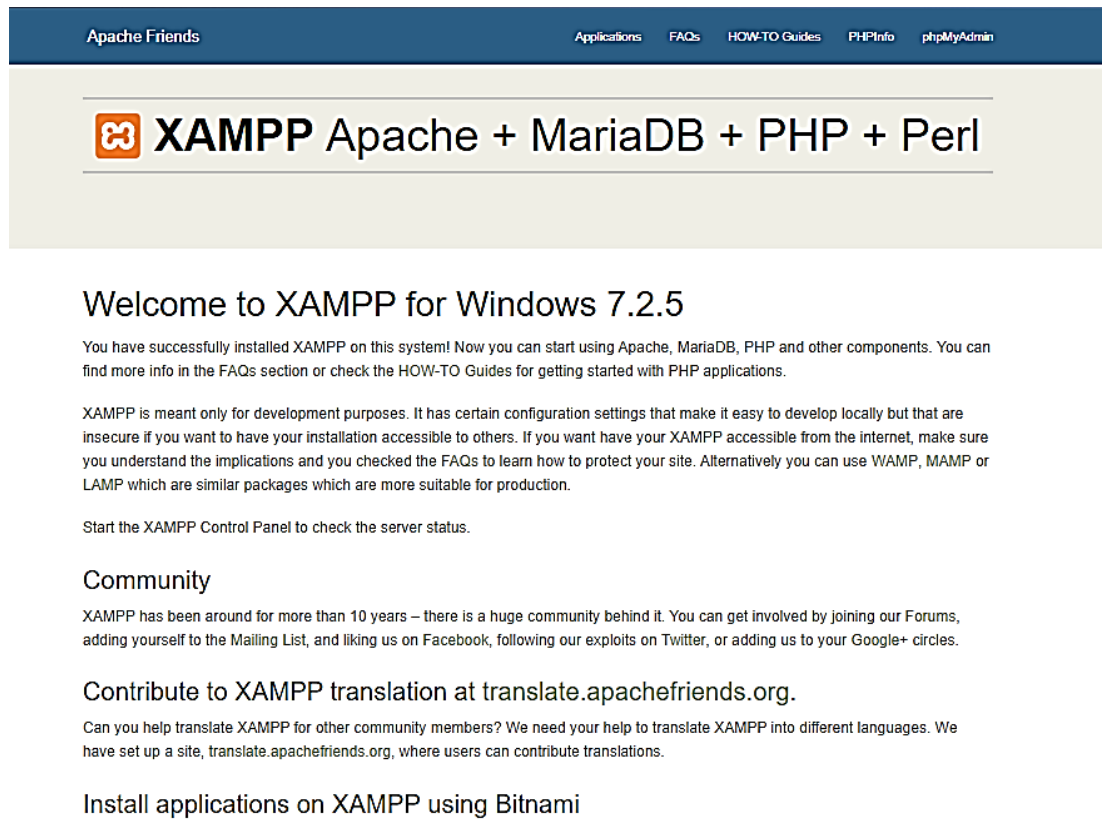 Apache Friends Applications FAQs HOW-TO Guides PHPInfo phpMyAdmin
XAMPP Apache + MariaDB + PHP + Perl
Welcome to XAMPP for Windows 7.2.5
You have successfully installed XAMPP on this system! Now you can start using Apache, MariaDB, PHP and other components. You can
find more info in the FAQs section or check the HOW-TO Guides for getting started with PHP applications.
XAMPP is meant only for development purposes. It has certain configuration settings that make it easy to develop locally but that are
insecure if you want to have your installation accessible to others. If you want have your XAMPP accessible from the internet, make sure
you understand the implications and you checked the FAQs to learn how to protect your site. Alternatively you can use WAMP, MAMP or
LAMP which are similar packages which are more suitable for production.
Start the XAMPP Control Panel to check the server status.
Community
XAMPP has been around for more than 10 years – there is a huge community behind it. You can get involved by joining our Forums,
adding yourself to the Mailing List, and liking us on Facebook, following our exploits on Twitter, or adding us to your Google+ circles.
Contribute to XAMPP translation at translate.apachefriends.org.
Can you help translate XAMPP for other community members? We need your help to translate XAMPP into different languages. We
have set up a site, translate.apachefriends.org, where users can contribute translations.
Install applications on XAMPP using Bitnami